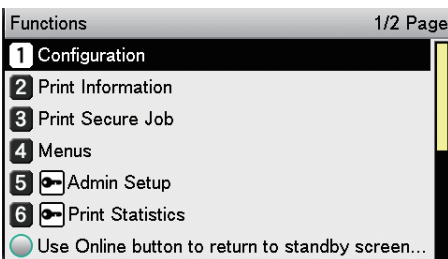 Functions 1/2 Page
1 Configuration
2 Print Information
3 Print Secure Job
4 Menus
5 Admin Setup
6 Print Statistics
Use Online button to return to standby screen...